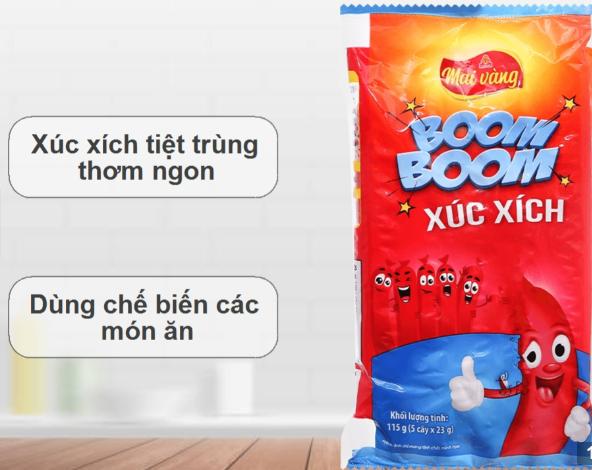 Xúc xích tiệt trùng
thơm ngon
Dùng chế biến các
món ăn
Mai vàng
BOOM
BOOM
XÚC XÍCH
Khối lượng tịnh:
115 g (5 cây x 23 g)